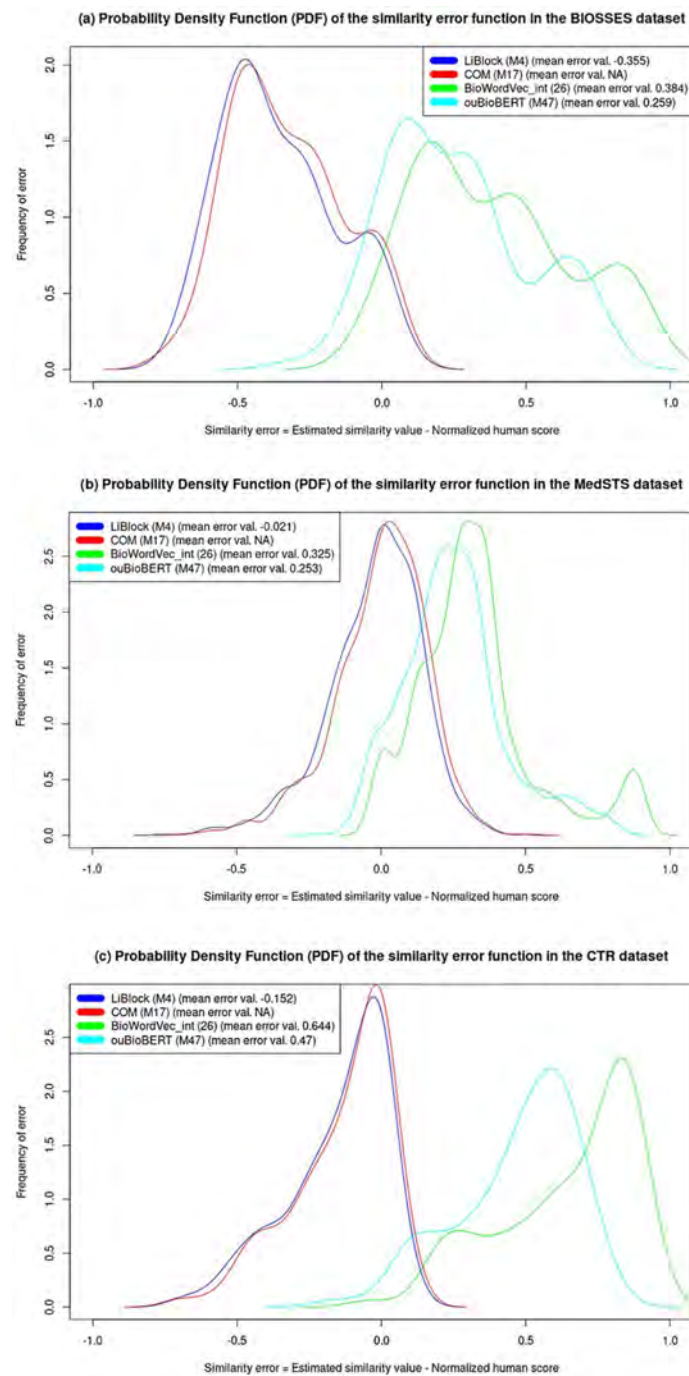 (a) Probability Density Function (PDF) of the similarity error function in the BIOSSES dataset
LiBlock (M4) (mean error val. -0.355)
COM (M17) (mean error val. NA)
BioWordVec_int (26) (mean error val. 0.384)
ouBioBERT (M47) (mean error val. 0.259)
Frequency of error
2.0
1.5
1.0
0.5
0.0
-1.0 -0.5 0.0 0.5 1.0
Similarity error = Estimated similarity value - Normalized human score
(b) Probability Density Function (PDF) of the similarity error function in the MedSTS dataset
LiBlock (M4) (mean error val. -0.021)
COM (M17) (mean error val. NA)
BioWordVec_int (26) (mean error val. 0.325)
ouBioBERT (M47) (mean error val. 0.253)
Frequency of error
2.5
2.0
1.5
1.0
0.5
0.0
-1.0 -0.5 0.0 0.5 1.0
Similarity error = Estimated similarity value - Normalized human score
(c) Probability Density Function (PDF) of the similarity error function in the CTR dataset
LiBlock (M4) (mean error val. -0.152)
COM (M17) (mean error val. NA)
BioWordVec_int (26) (mean error val. 0.644)
ouBioBERT (M47) (mean error val. 0.47)
Frequency of error
2.5
2.0
1.5
1.0
0.5
0.0
-1.0 -0.5 0.0 0.5 1.0
Similarity error = Estimated similarity value - Normalized human score